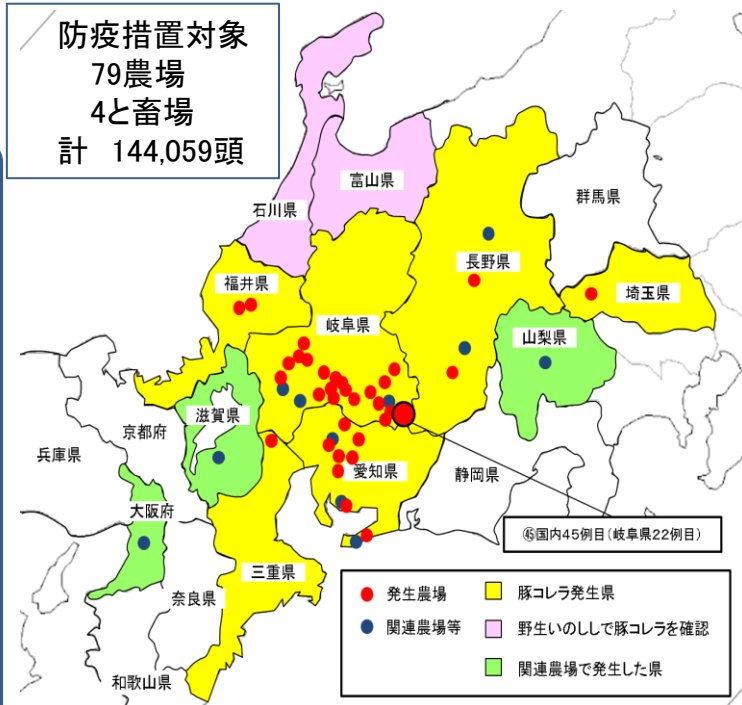 防疫措置対象
79農場
4と畜場
計 144,059頭
富山県
石川県
群馬県
長野県
福井県
埼玉県
岐阜県
山梨県
滋賀県
京都府
兵庫県
愛知県
静岡県
大阪府
㊺国内45例目(岐阜県22例目)
三重県
奈良県
和歌山県
発生農場
豚コレラ発生県
関連農場等
野生いのししで豚コレラを確認
関連農場で発生した県